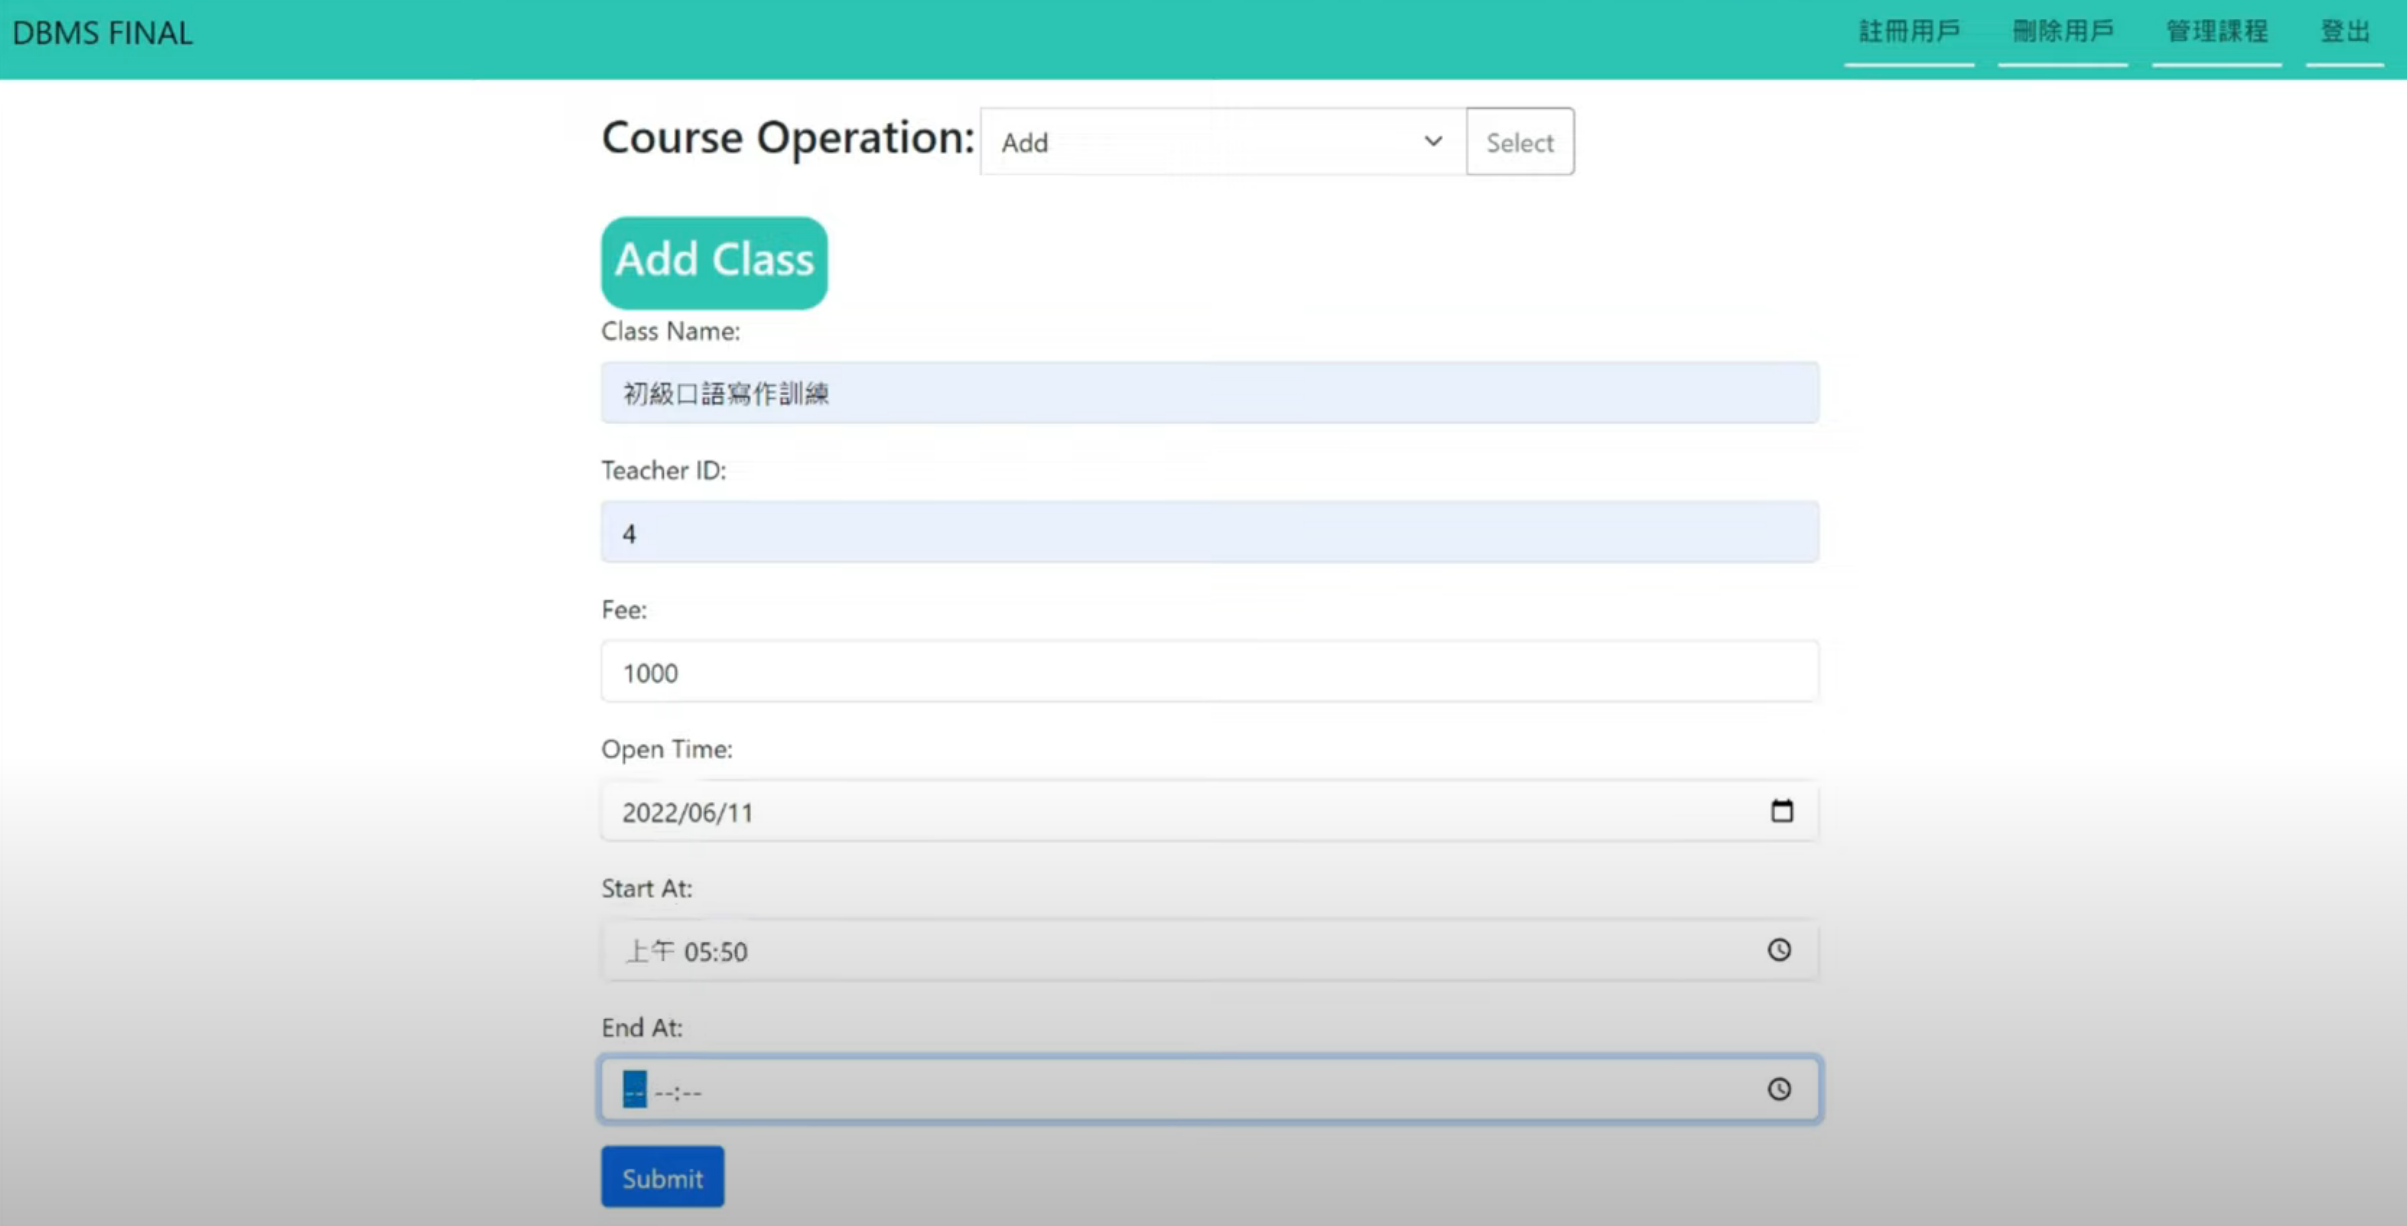 DBMS FINAL
註冊用戶 刪除用戶 管理課程 登出
Course Operation: Add Select
Add Class
Class Name:
初級口語寫作訓練
Teacher ID:
4
Fee:
1000
Open Time:
2022/06/11
Start At:
上午 05:50
End At:
-- --:--
Submit